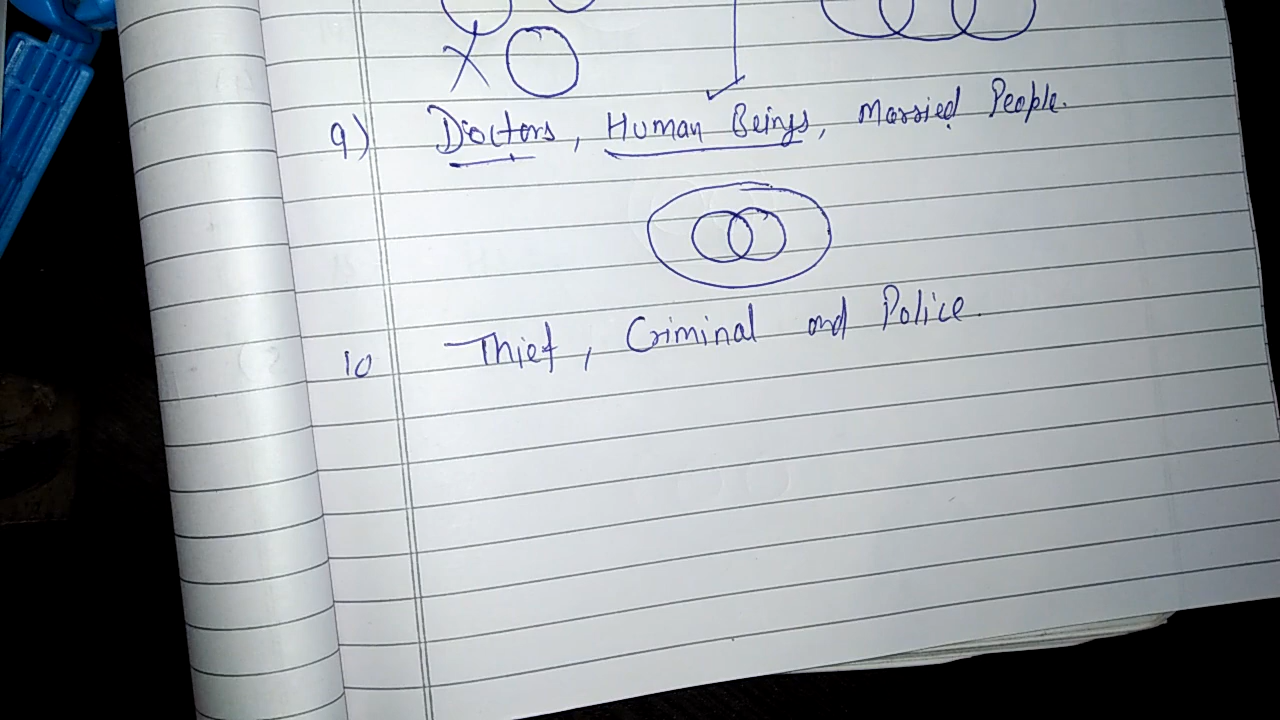 9) Doctors, Human Beings, Married People.
10 Thief, Criminal and Police.